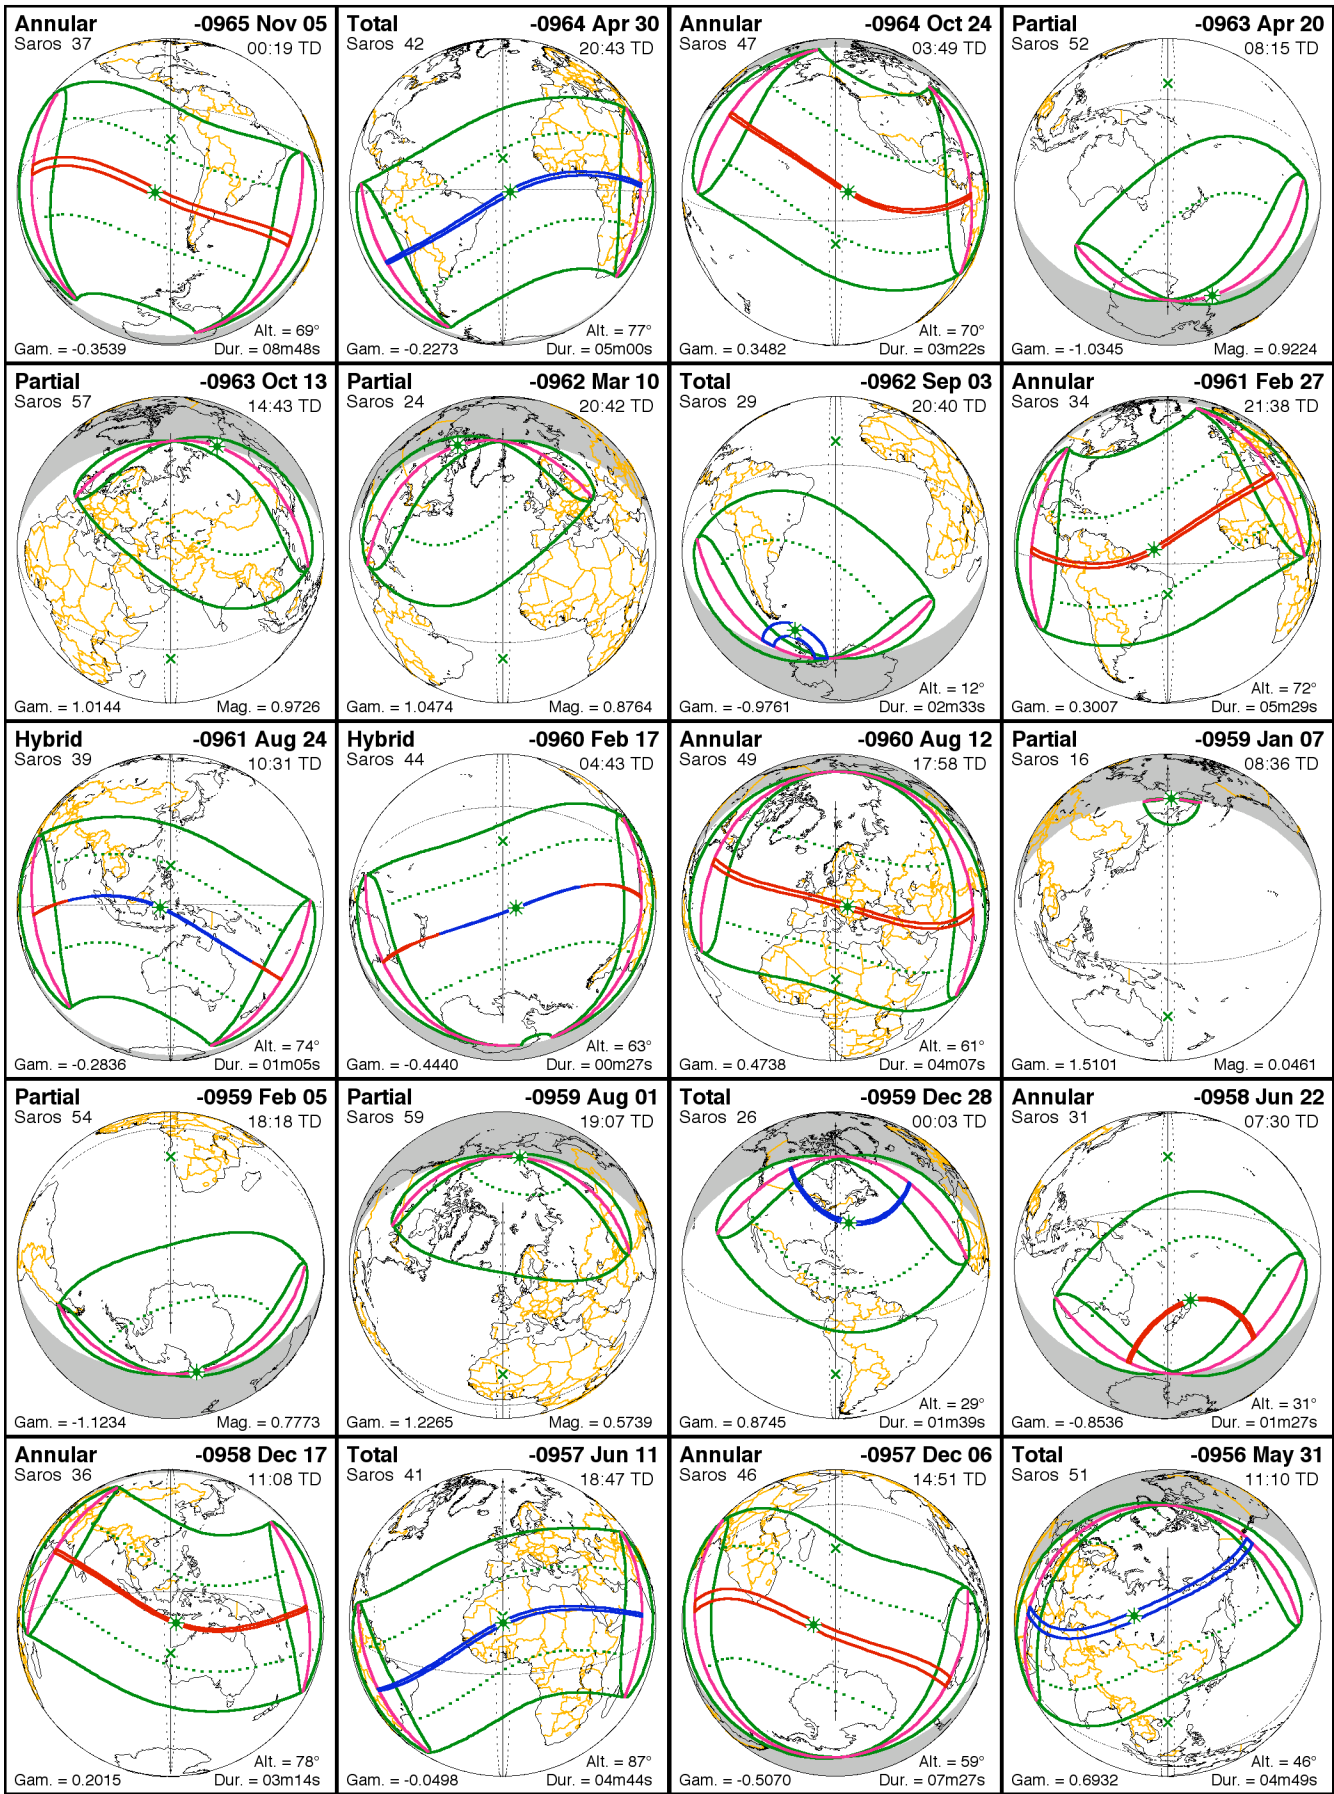 Annular -0965 Nov 05
Saros 37 00:19 TD
Alt. = 69°
Gam. = -0.3539 Dur. = 08m48s
Total -0964 Apr 30
Saros 42 20:43 TD
Alt. = 77°
Gam. = -0.2273 Dur. = 05m00s
Annular -0964 Oct 24
Saros 47 03:49 TD
Alt. = 70°
Gam. = 0.3482 Dur. = 03m22s
Partial -0963 Apr 20
Saros 52 08:15 TD
Gam. = -1.0345 Mag. = 0.9224
Partial -0963 Oct 13
Saros 57 14:43 TD
Gam. = 1.0144 Mag. = 0.9726
Partial -0962 Mar 10
Saros 24 20:42 TD
Gam. = 1.0474 Mag. = 0.8764
Total -0962 Sep 03
Saros 29 20:40 TD
Alt. = 12°
Gam. = -0.9761 Dur. = 02m33s
Annular -0961 Feb 27
Saros 34 21:38 TD
Alt. = 72°
Gam. = 0.3007 Dur. = 05m29s
Hybrid -0961 Aug 24
Saros 39 10:31 TD
Alt. = 74°
Gam. = -0.2836 Dur. = 01m05s
Hybrid -0960 Feb 17
Saros 44 04:43 TD
Alt. = 63°
Gam. = -0.4440 Dur. = 00m27s
Annular -0960 Aug 12
Saros 49 17:58 TD
Alt. = 61°
Gam. = 0.4738 Dur. = 04m07s
Partial -0959 Jan 07
Saros 16 08:36 TD
Gam. = 1.5101 Mag. = 0.0461
Partial -0959 Feb 05
Saros 54 18:18 TD
Gam. = -1.1234 Mag. = 0.7773
Partial -0959 Aug 01
Saros 59 19:07 TD
Gam. = 1.2265 Mag. = 0.5739
Total -0959 Dec 28
Saros 26 00:03 TD
Alt. = 29°
Gam. = 0.8745 Dur. = 01m39s
Annular -0958 Jun 22
Saros 31 07:30 TD
Alt. = 31°
Gam. = -0.8536 Dur. = 01m27s
Annular -0958 Dec 17
Saros 36 11:08 TD
Alt. = 78°
Gam. = 0.2015 Dur. = 03m14s
Total -0957 Jun 11
Saros 41 18:47 TD
Alt. = 87°
Gam. = -0.0498 Dur. = 04m44s
Annular -0957 Dec 06
Saros 46 14:51 TD
Alt. = 59°
Gam. = -0.5070 Dur. = 07m27s
Total -0956 May 31
Saros 51 11:10 TD
Alt. = 46°
Gam. = 0.6932 Dur. = 04m49s